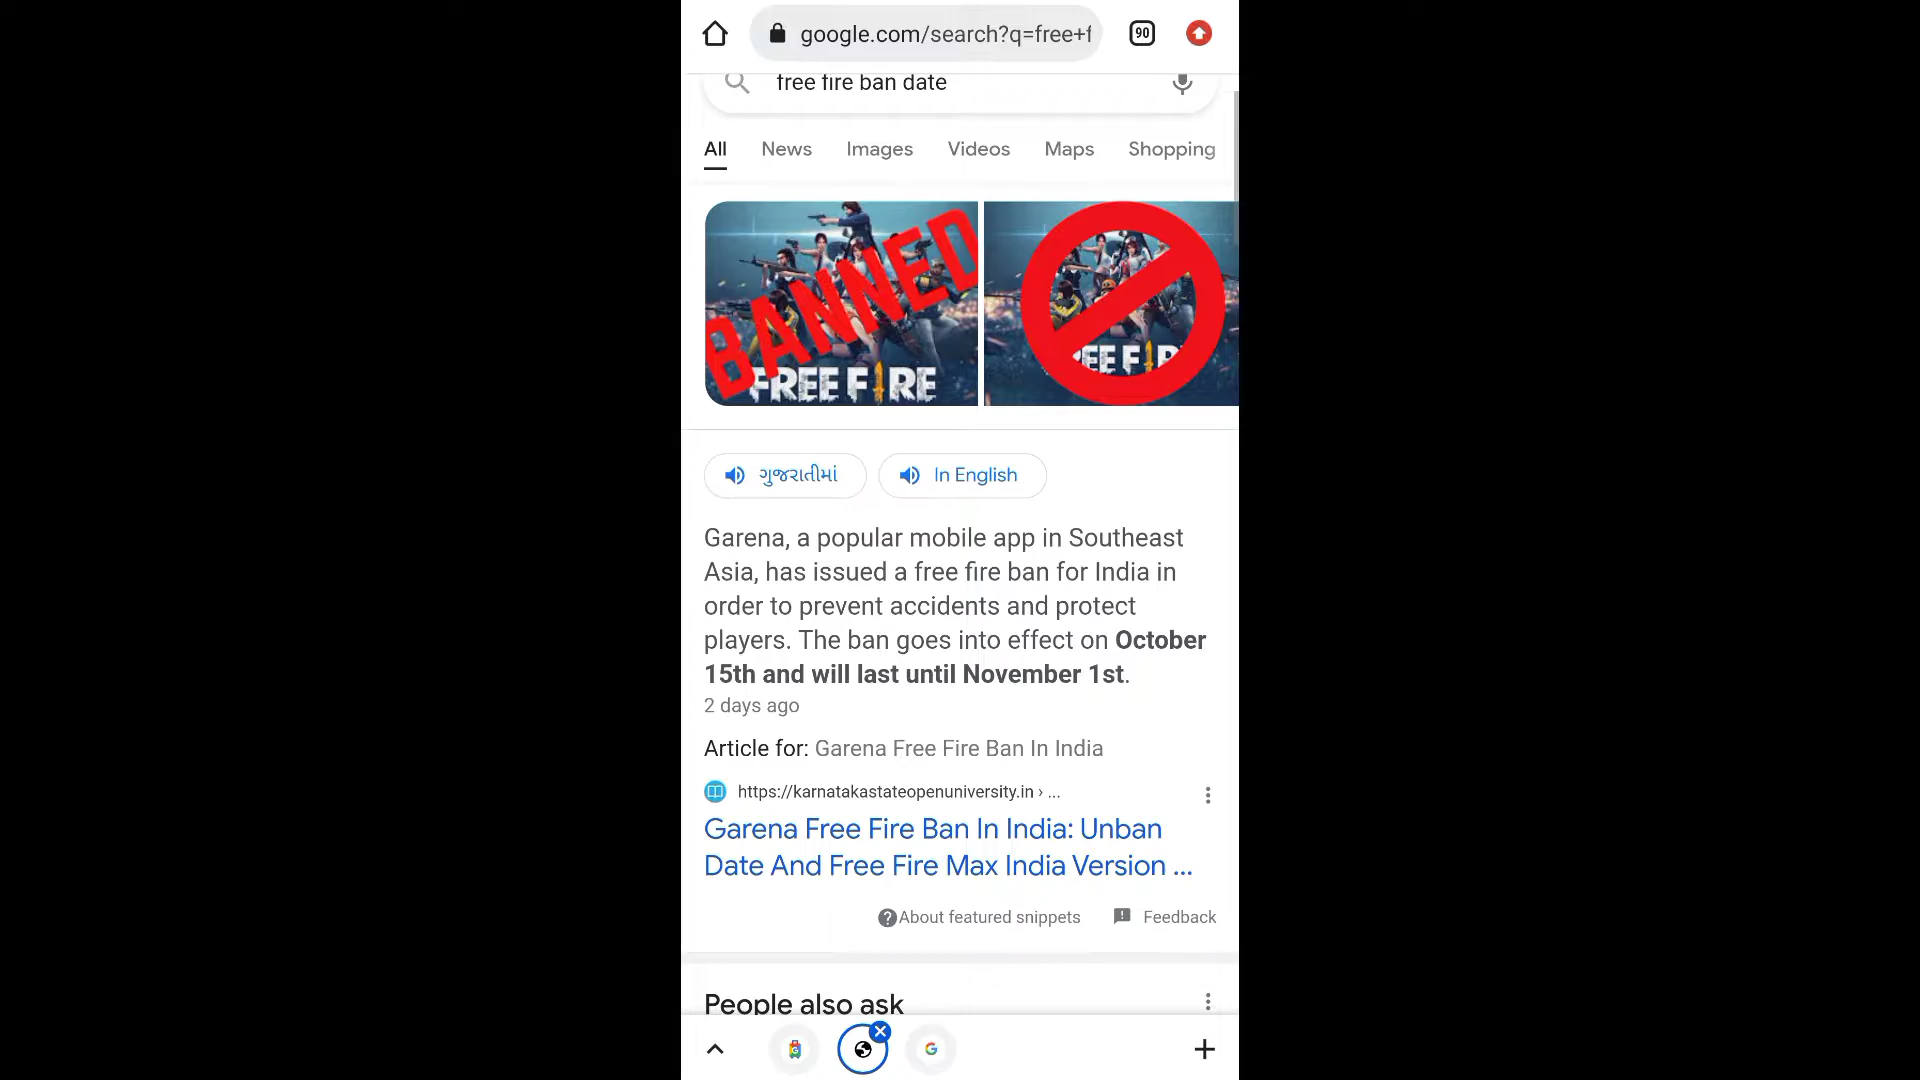 google.com/search?q=free+f
90
free fire ban date
All News Images Videos Maps Shopping
BANNED
FREE FIRE
ગુજરાતીમાં In English
Garena, a popular mobile app in Southeast
Asia, has issued a free fire ban for India in
order to prevent accidents and protect
players. The ban goes into effect on October
15th and will last until November 1st.
2 days ago
Article for: Garena Free Fire Ban In India
https://karnatakastateopenuniversity.in › ...
Garena Free Fire Ban In India: Unban
Date And Free Fire Max India Version ...
About featured snippets Feedback
People also ask